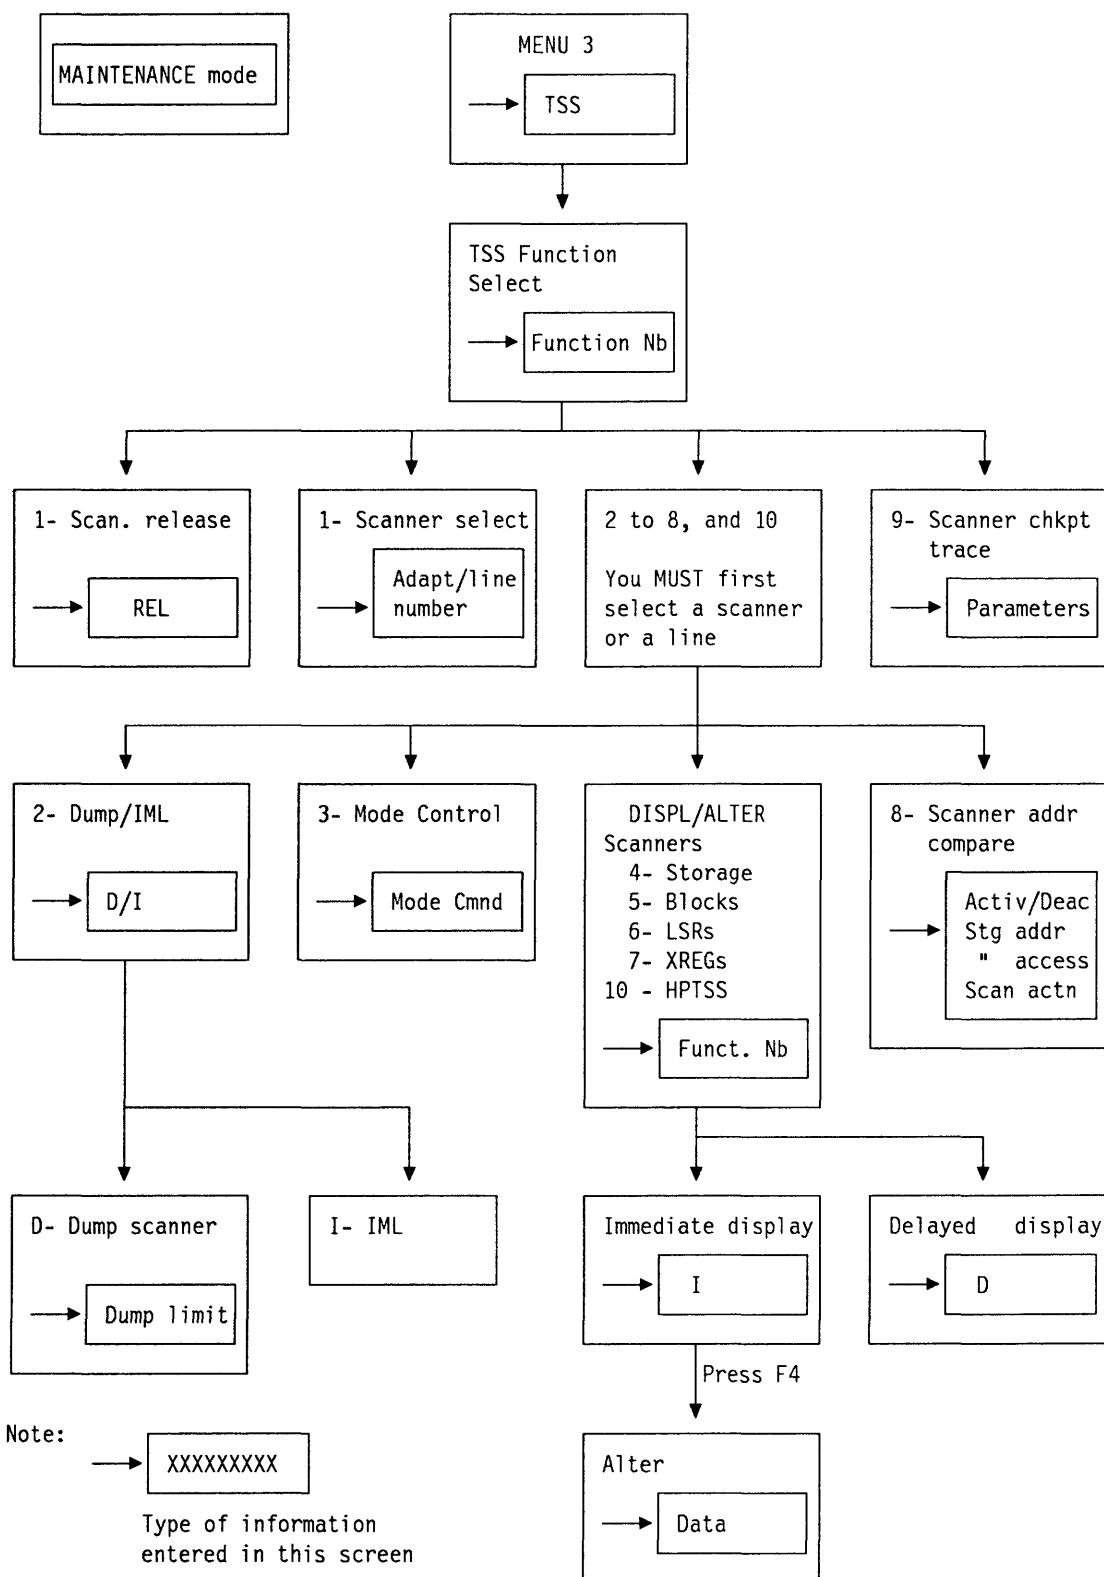 MAINTENANCE mode
MENU 3
TSS
TSS Function
Select
Function Nb
1- Scan. release
REL
1- Scanner select
Adapt/line
number
2 to 8, and 10
You MUST first
select a scanner
or a line
9- Scanner chkpt
trace
Parameters
2- Dump/IML
D/I
3- Mode Control
Mode Cmnd
DISPL/ALTER
Scanners
4- Storage
5- Blocks
6- LSRs
7- XREGs
10 - HPTSS
Funct. Nb
8- Scanner addr
compare
Activ/Deac
Stg addr
" access
Scan actn
D- Dump scanner
Dump limit
I- IML
Immediate display
I
Delayed display
D
Press F4
Alter
Data
Note:
XXXXXXXXX
Type of information
entered in this screen